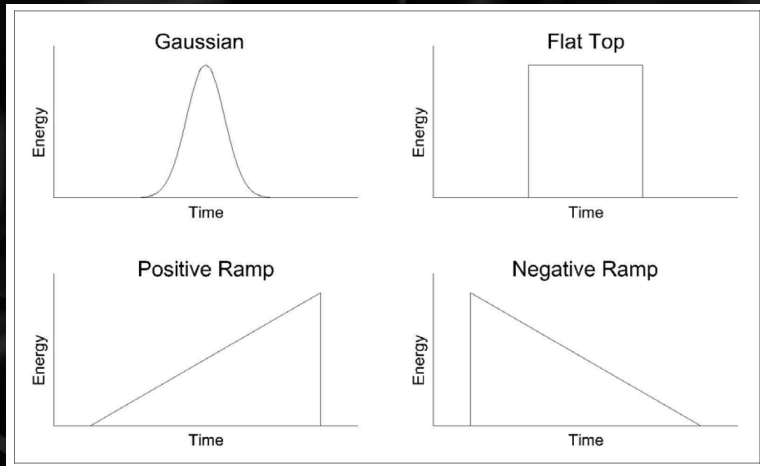 Gaussian
Energy
Time
Flat Top
Energy
Time
Positive Ramp
Energy
Time
Negative Ramp
Energy
Time